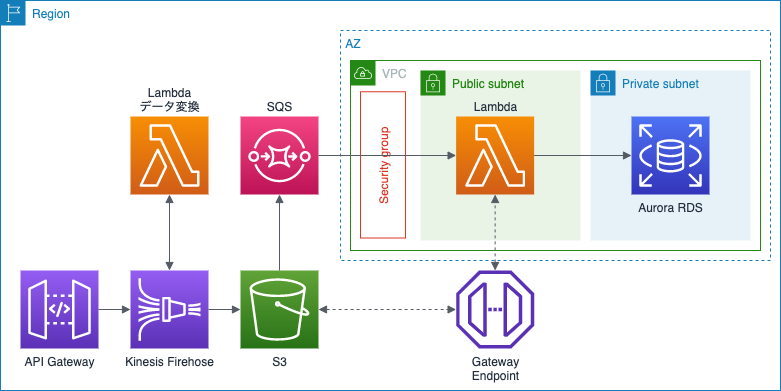 Region
AZ
VPC
Public subnet
Private subnet
Lambda
データ変換
SQS
Security group
Lambda
Aurora RDS
API Gateway
Kinesis Firehose
S3
Gateway
Endpoint